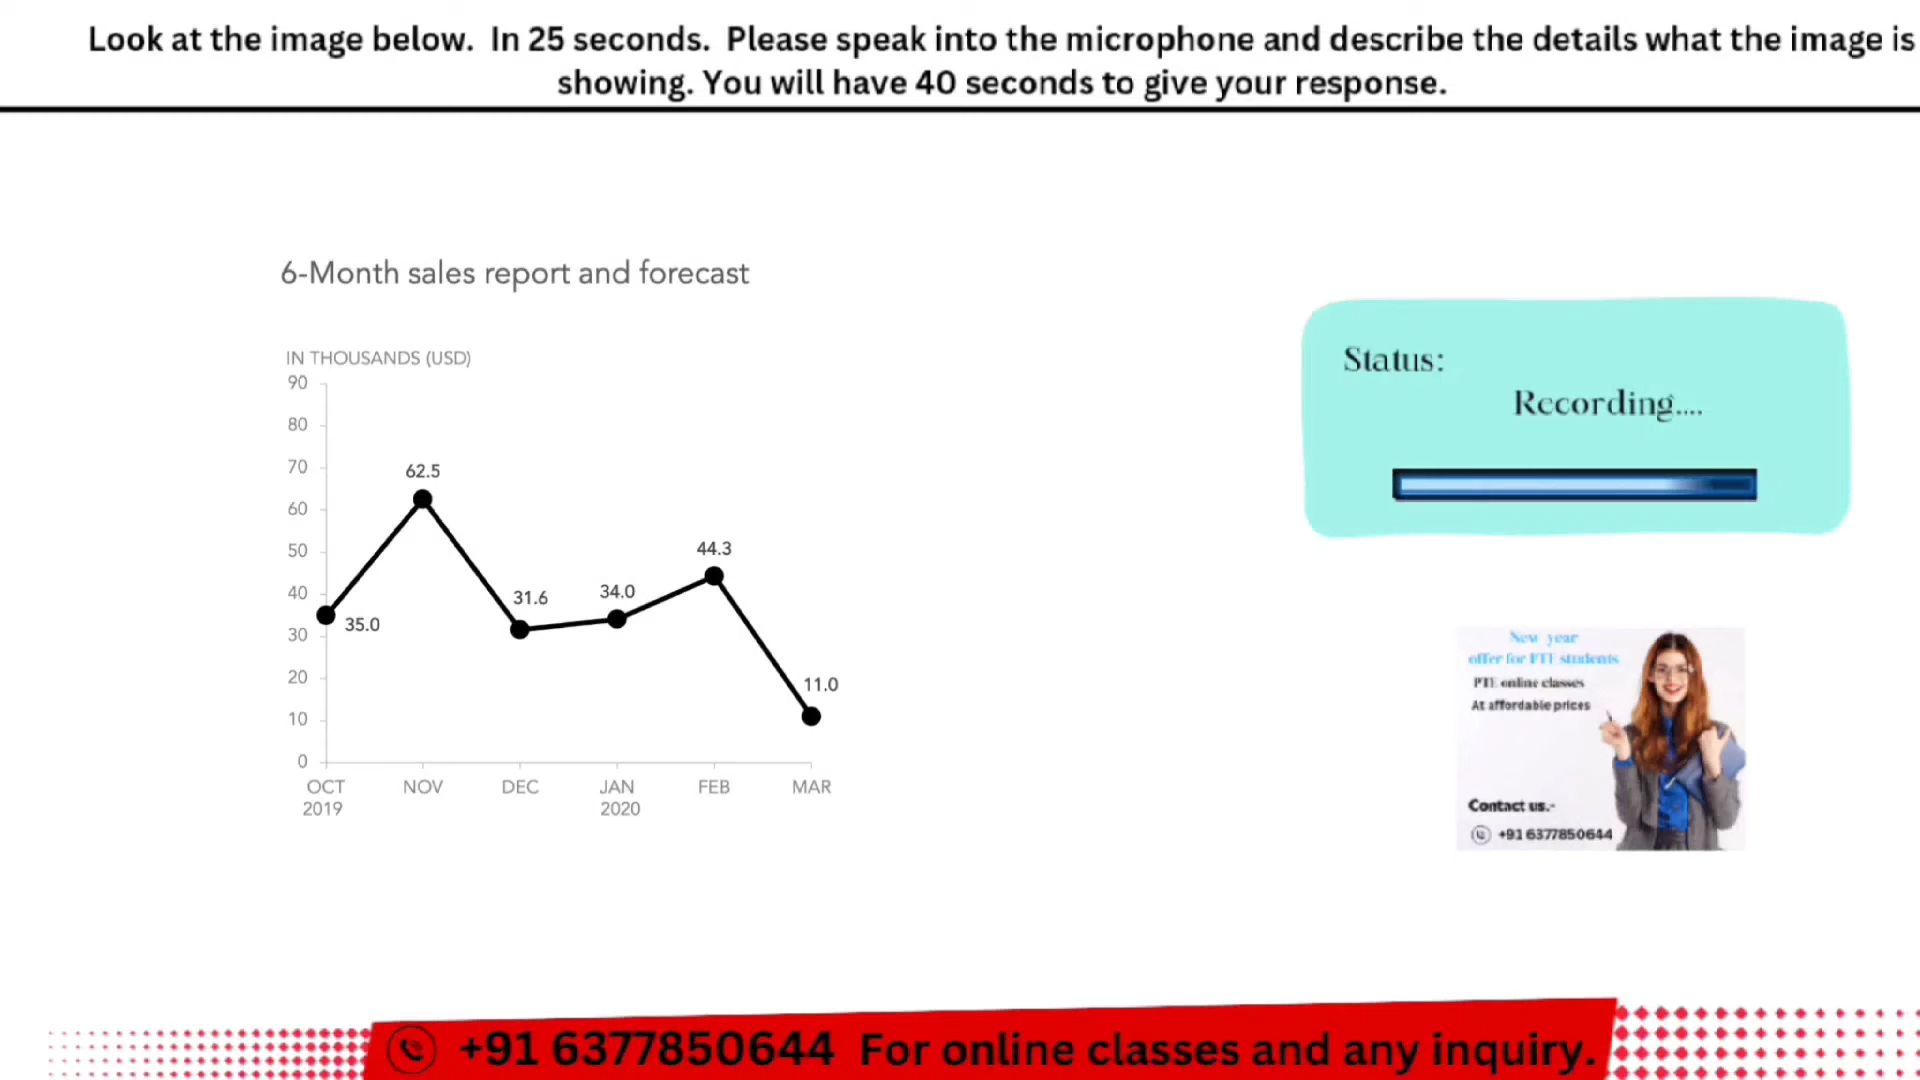 Look at the image below. In 25 seconds. Please speak into the microphone and describe the details what the image is
showing. You will have 40 seconds to give your response.
6-Month sales report and forecast
IN THOUSANDS (USD)
90
80
70
60
50
40
30
20
10
0
62.5
44.3
31.6
34.0
35.0
11.0
OCT NOV DEC JAN FEB MAR
2019 2020
Status:
Recording....
New year
offer for PTE students
PTE online classes
At affordable prices
Contact us.-
+91 6377850644
+91 6377850644 For online classes and any inquiry.